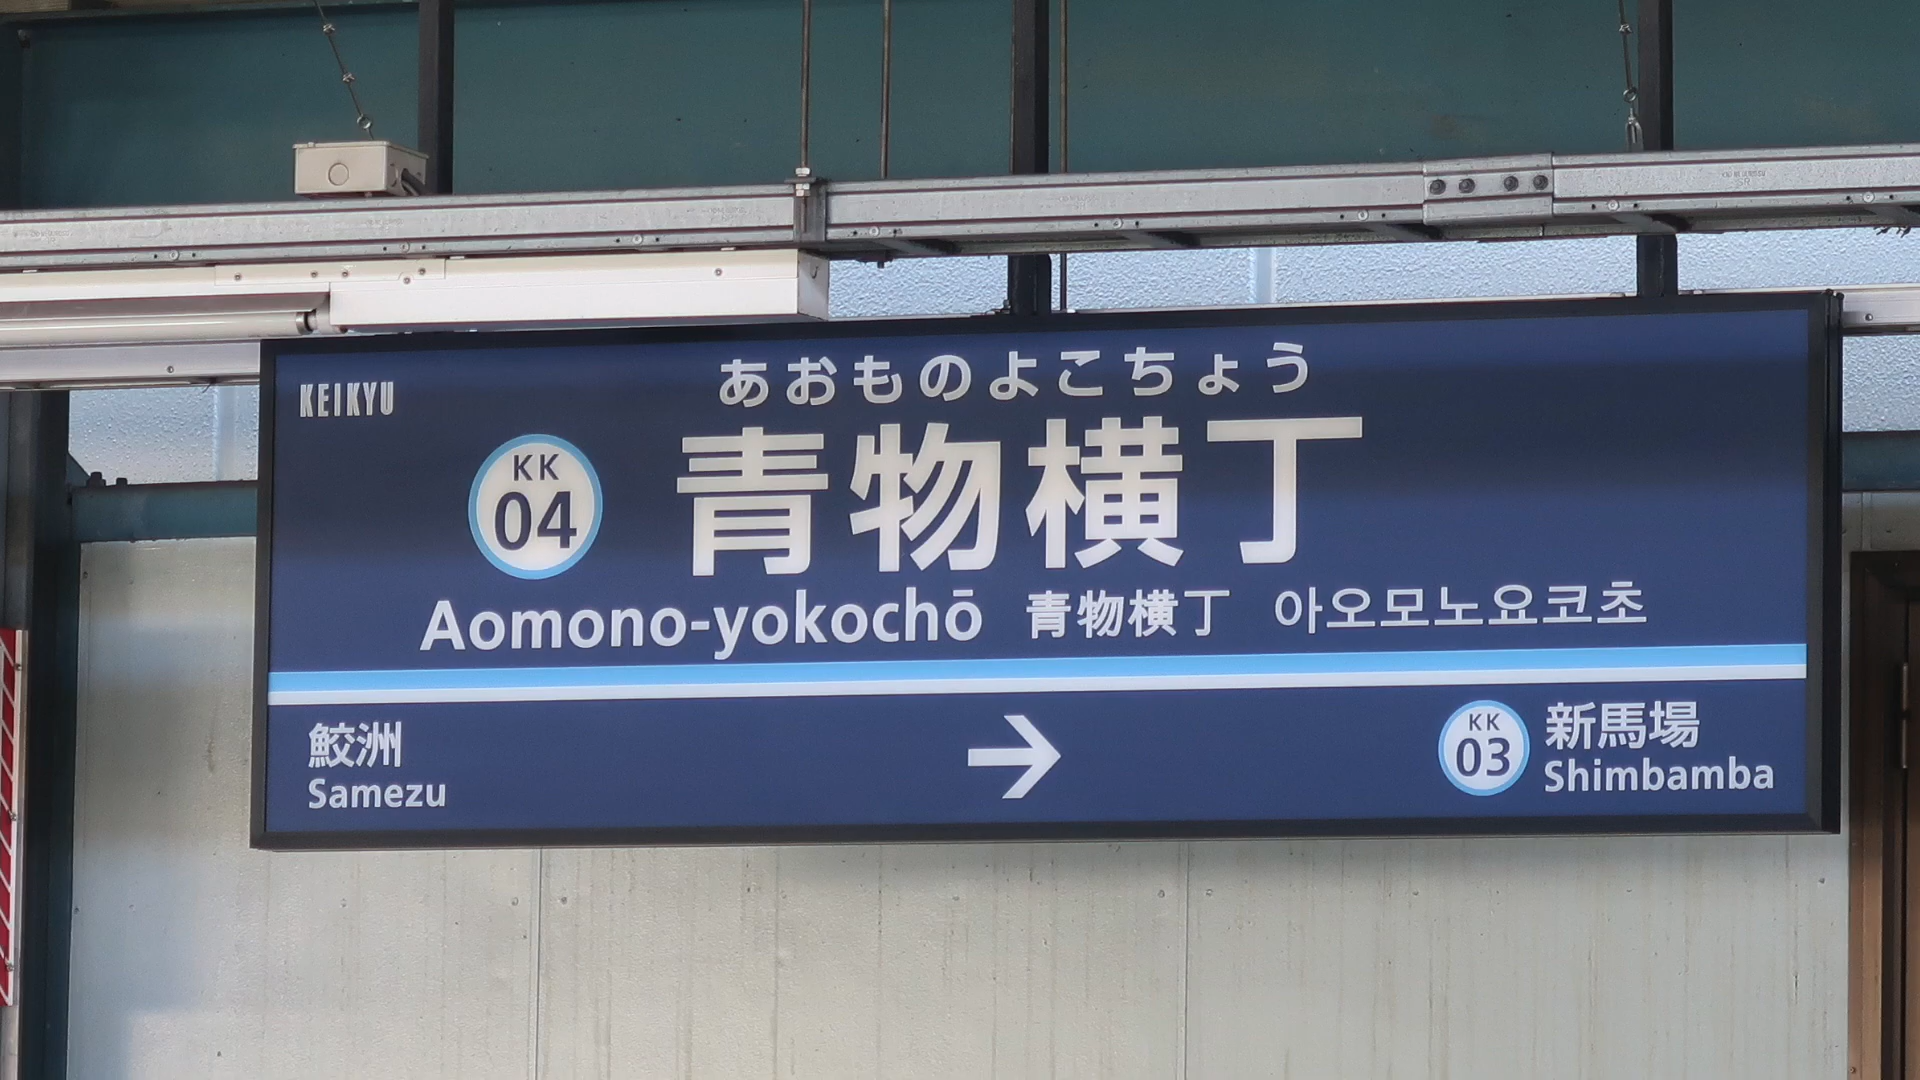 KEIKYU
あおものよこちょう
KK
04
青物横丁
Aomono-yokochō 青物横丁 아오모노요코초
鮫洲
Samezu
→
KK
03
新馬場
Shimbamba